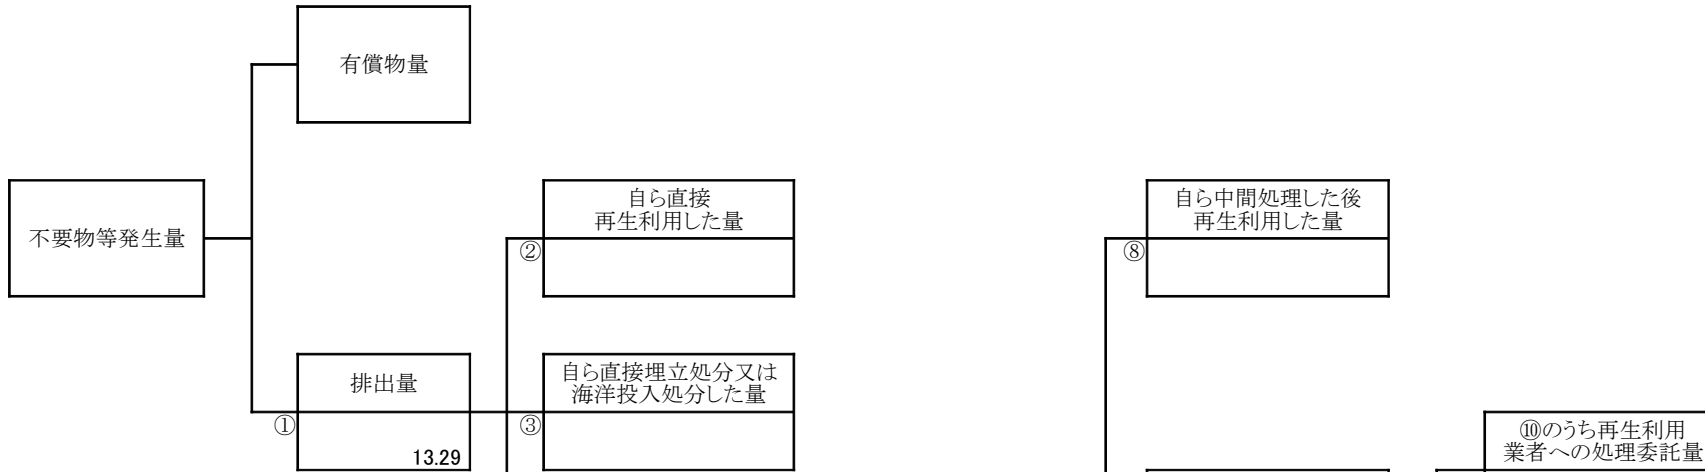 有償物量
自ら直接
再生利用した量
自ら中間処理した後
再生利用した量
不要物等発生量
②
⑧
排出量
自ら直接埋立処分又は
海洋投入処分した量
①
③
⑩のうち再生利用
業者への処理委託量
13.29